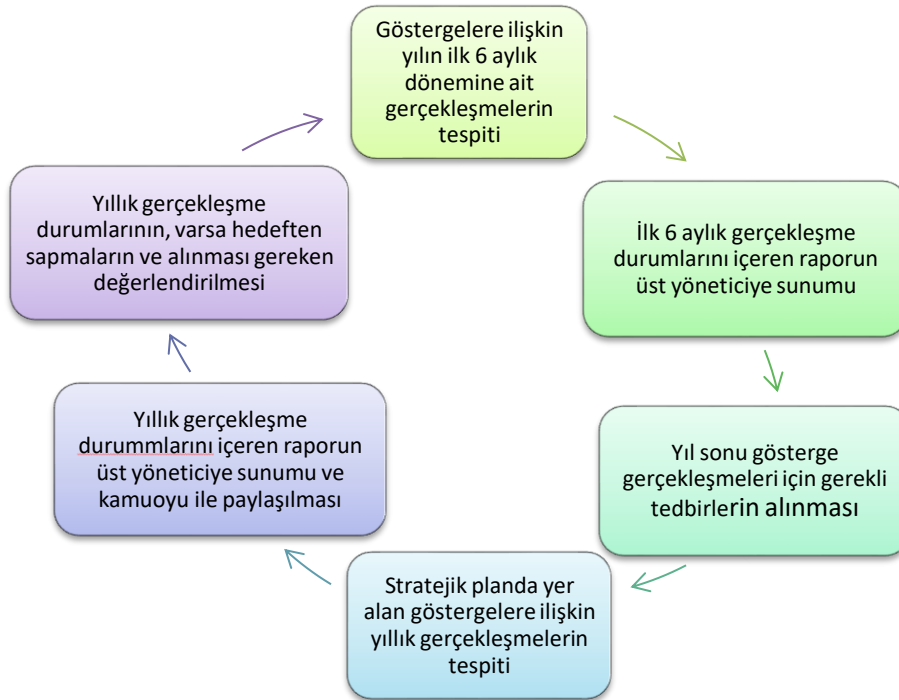 Göstergelere ilişkin
yılın ilk 6 aylık
dönemine ait
gerçekleşmelerin
tespiti
İlk 6 aylık gerçekleşme
durumlarını içeren raporun
üst yöneticiye sunumu
Yıl sonu gösterge
gerçekleşmeleri için gerekli
tedbirlerin alınması
Stratejik planda yer
alan göstergelere ilişkin
yıllık gerçekleşmelerin
tespiti
Yıllık gerçekleşme
durummlarını içeren raporun
üst yöneticiye sunumu ve
kamuoyu ile paylaşılması
Yıllık gerçekleşme
durumlarının, varsa hedeften
sapmaların ve alınması gereken
değerlendirilmesi